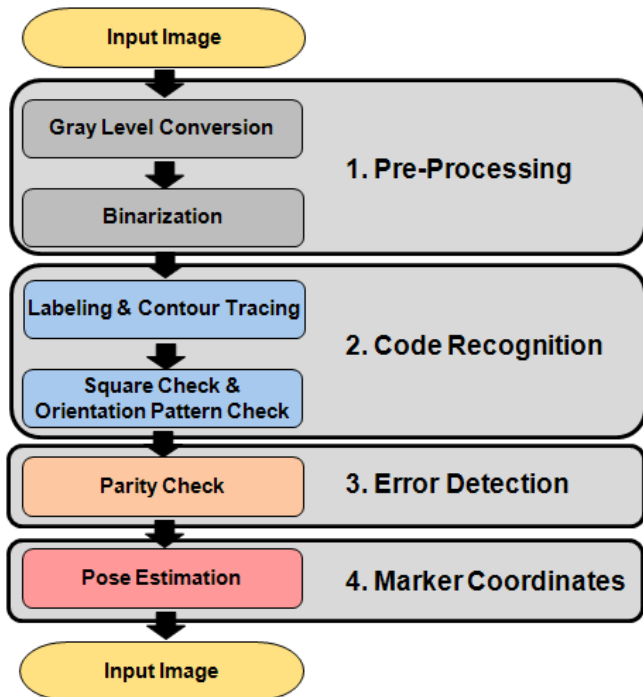 Input Image
Gray Level Conversion
1. Pre-Processing
Binarization
Labeling & Contour Tracing
2. Code Recognition
Square Check &
Orientation Pattern Check
Parity Check
3. Error Detection
Pose Estimation
4. Marker Coordinates
Input Image